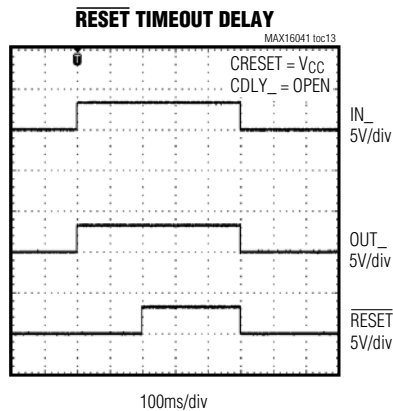 RESET TIMEOUT DELAY
MAX16041 toc13
CRESET = VCC
CDLY_ = OPEN
IN_
5V/div
OUT_
5V/div
RESET
5V/div
100ms/div